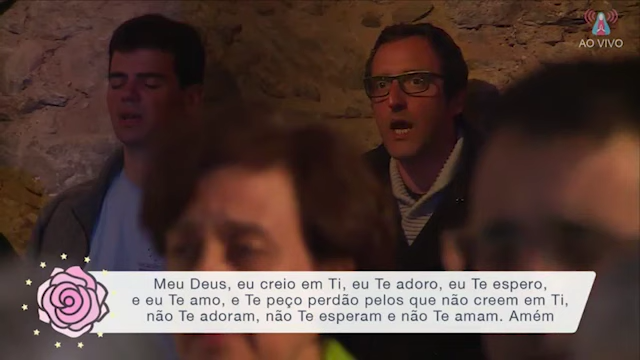 AO VIVO
Meu Deus, eu creio em Ti, eu Te adoro, eu Te espero,
e eu Te amo, e Te peço perdão pelos que não creem em Ti,
não Te adoram, não Te esperam e não Te amam. Amém